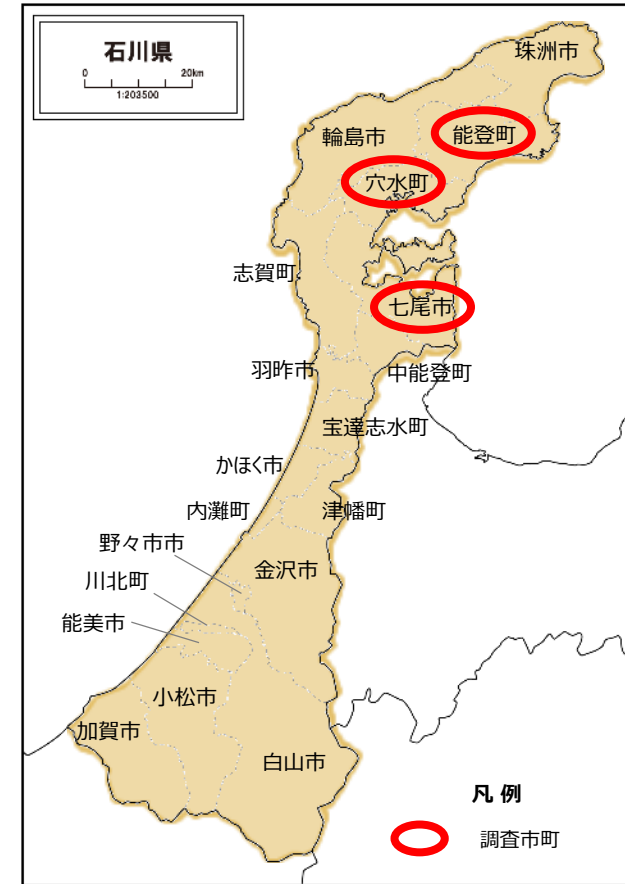 石川県
0 20km
1:203500
珠洲市
輪島市
能登町
穴水町
志賀町
七尾市
羽咋市
中能登町
宝達志水町
かほく市
内灘町
津幡町
野々市市
金沢市
川北町
能美市
小松市
加賀市
白山市
凡 例
調査市町